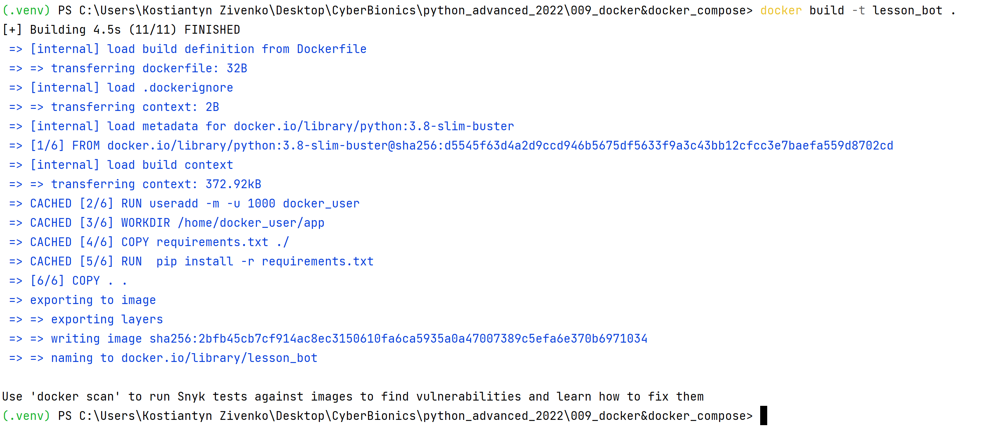 (.venv) PS C:\Users\Kostiantyn Zivenko\Desktop\CyberBionics\python_advanced_2022\009_docker&docker_compose> docker build -t lesson_bot .
[+] Building 4.5s (11/11) FINISHED
=> [internal] load build definition from Dockerfile
=> => transferring dockerfile: 32B
=> [internal] load .dockerignore
=> => transferring context: 2B
=> [internal] load metadata for docker.io/library/python:3.8-slim-buster
=> [1/6] FROM docker.io/library/python:3.8-slim-buster@sha256:d5545f63d4a2d9ccd946b5675df5633f9a3c43bb12cfcc3e7baefa559d8702cd
=> [internal] load build context
=> => transferring context: 372.92kB
=> CACHED [2/6] RUN useradd -m -u 1000 docker_user
=> CACHED [3/6] WORKDIR /home/docker_user/app
=> CACHED [4/6] COPY requirements.txt ./
=> CACHED [5/6] RUN  pip install -r requirements.txt
=> [6/6] COPY . .
=> exporting to image
=> => exporting layers
=> => writing image sha256:2bfb45cb7cf914ac8ec3150610fa6ca5935a0a47007389c5efa6e370b6971034
=> => naming to docker.io/library/lesson_bot
Use 'docker scan' to run Snyk tests against images to find vulnerabilities and learn how to fix them
(.venv) PS C:\Users\Kostiantyn Zivenko\Desktop\CyberBionics\python_advanced_2022\009_docker&docker_compose>